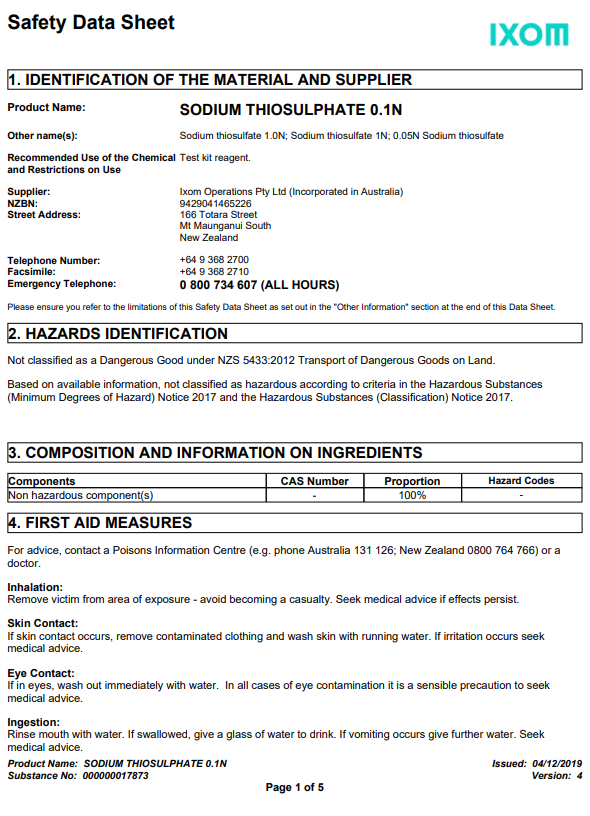 Safety Data Sheet
IXOM
1. IDENTIFICATION OF THE MATERIAL AND SUPPLIER
Product Name: SODIUM THIOSULPHATE 0.1N
Other name(s): Sodium thiosulfate 1.0N; Sodium thiosulfate 1N; 0.05N Sodium thiosulfate
Recommended Use of the Chemical Test kit reagent.
and Restrictions on Use
Supplier: Ixom Operations Pty Ltd (Incorporated in Australia)
NZBN: 9429041465226
Street Address: 166 Totara Street
Mt Maunganui South
New Zealand
Telephone Number: +64 9 368 2700
Facsimile: +64 9 368 2710
Emergency Telephone: 0 800 734 607 (ALL HOURS)
Please ensure you refer to the limitations of this Safety Data Sheet as set out in the "Other Information" section at the end of this Data Sheet.
2. HAZARDS IDENTIFICATION
Not classified as a Dangerous Good under NZS 5433:2012 Transport of Dangerous Goods on Land.
Based on available information, not classified as hazardous according to criteria in the Hazardous Substances
(Minimum Degrees of Hazard) Notice 2017 and the Hazardous Substances (Classification) Notice 2017.
3. COMPOSITION AND INFORMATION ON INGREDIENTS
Components CAS Number Proportion Hazard Codes
Non hazardous component(s) - 100% -
4. FIRST AID MEASURES
For advice, contact a Poisons Information Centre (e.g. phone Australia 131 126; New Zealand 0800 764 766) or a
doctor.
Inhalation:
Remove victim from area of exposure - avoid becoming a casualty. Seek medical advice if effects persist.
Skin Contact:
If skin contact occurs, remove contaminated clothing and wash skin with running water. If irritation occurs seek
medical advice.
Eye Contact:
If in eyes, wash out immediately with water. In all cases of eye contamination it is a sensible precaution to seek
medical advice.
Ingestion:
Rinse mouth with water. If swallowed, give a glass of water to drink. If vomiting occurs give further water. Seek
medical advice.
Product Name: SODIUM THIOSULPHATE 0.1N Issued: 04/12/2019
Substance No: 000000017873 Version: 4
Page 1 of 5